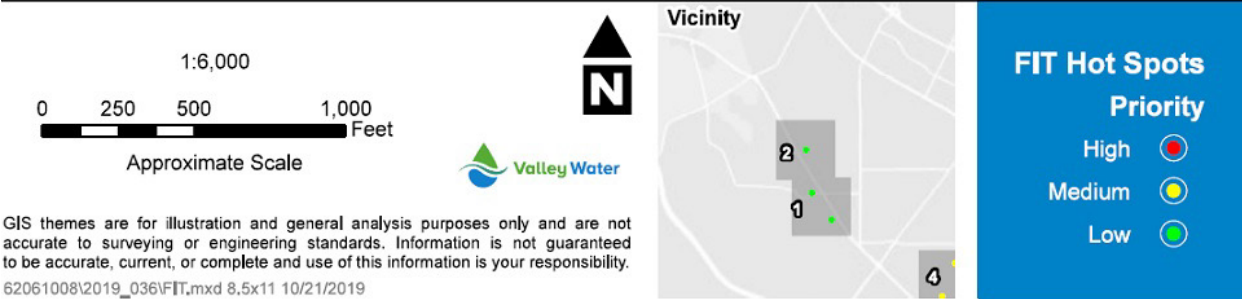 1:6,000
0 250 500 1,000
Feet
Approximate Scale
N
Valley Water
GIS themes are for illustration and general analysis purposes only and are not
accurate to surveying or engineering standards. Information is not guaranteed
to be accurate, current, or complete and use of this information is your responsibility.
62061008\2019_036\FIT.mxd 8.5x11 10/21/2019
Vicinity
2
1
4
FIT Hot Spots
Priority
High
Medium
Low